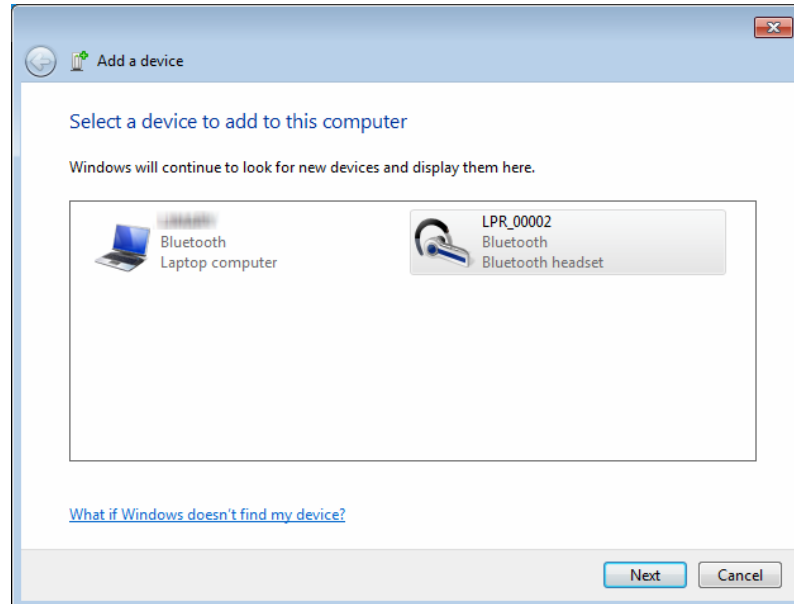 Add a device
Select a device to add to this computer
Windows will continue to look for new devices and display them here.
Bluetooth
Laptop computer
LPR_00002
Bluetooth
Bluetooth headset
What if Windows doesn't find my device?
Next
Cancel